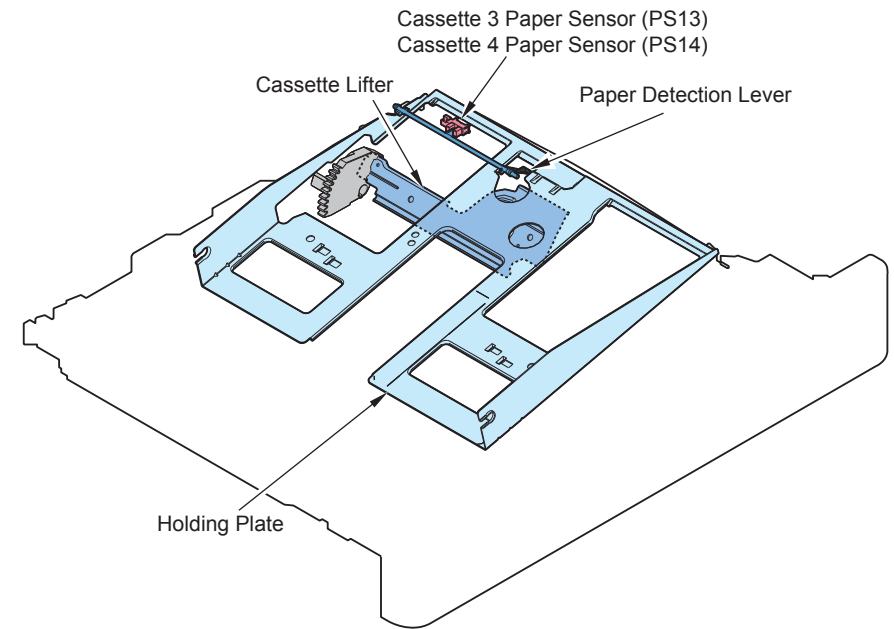 Cassette 3 Paper Sensor (PS13)
Cassette 4 Paper Sensor (PS14)
Cassette Lifter
Paper Detection Lever
Holding Plate